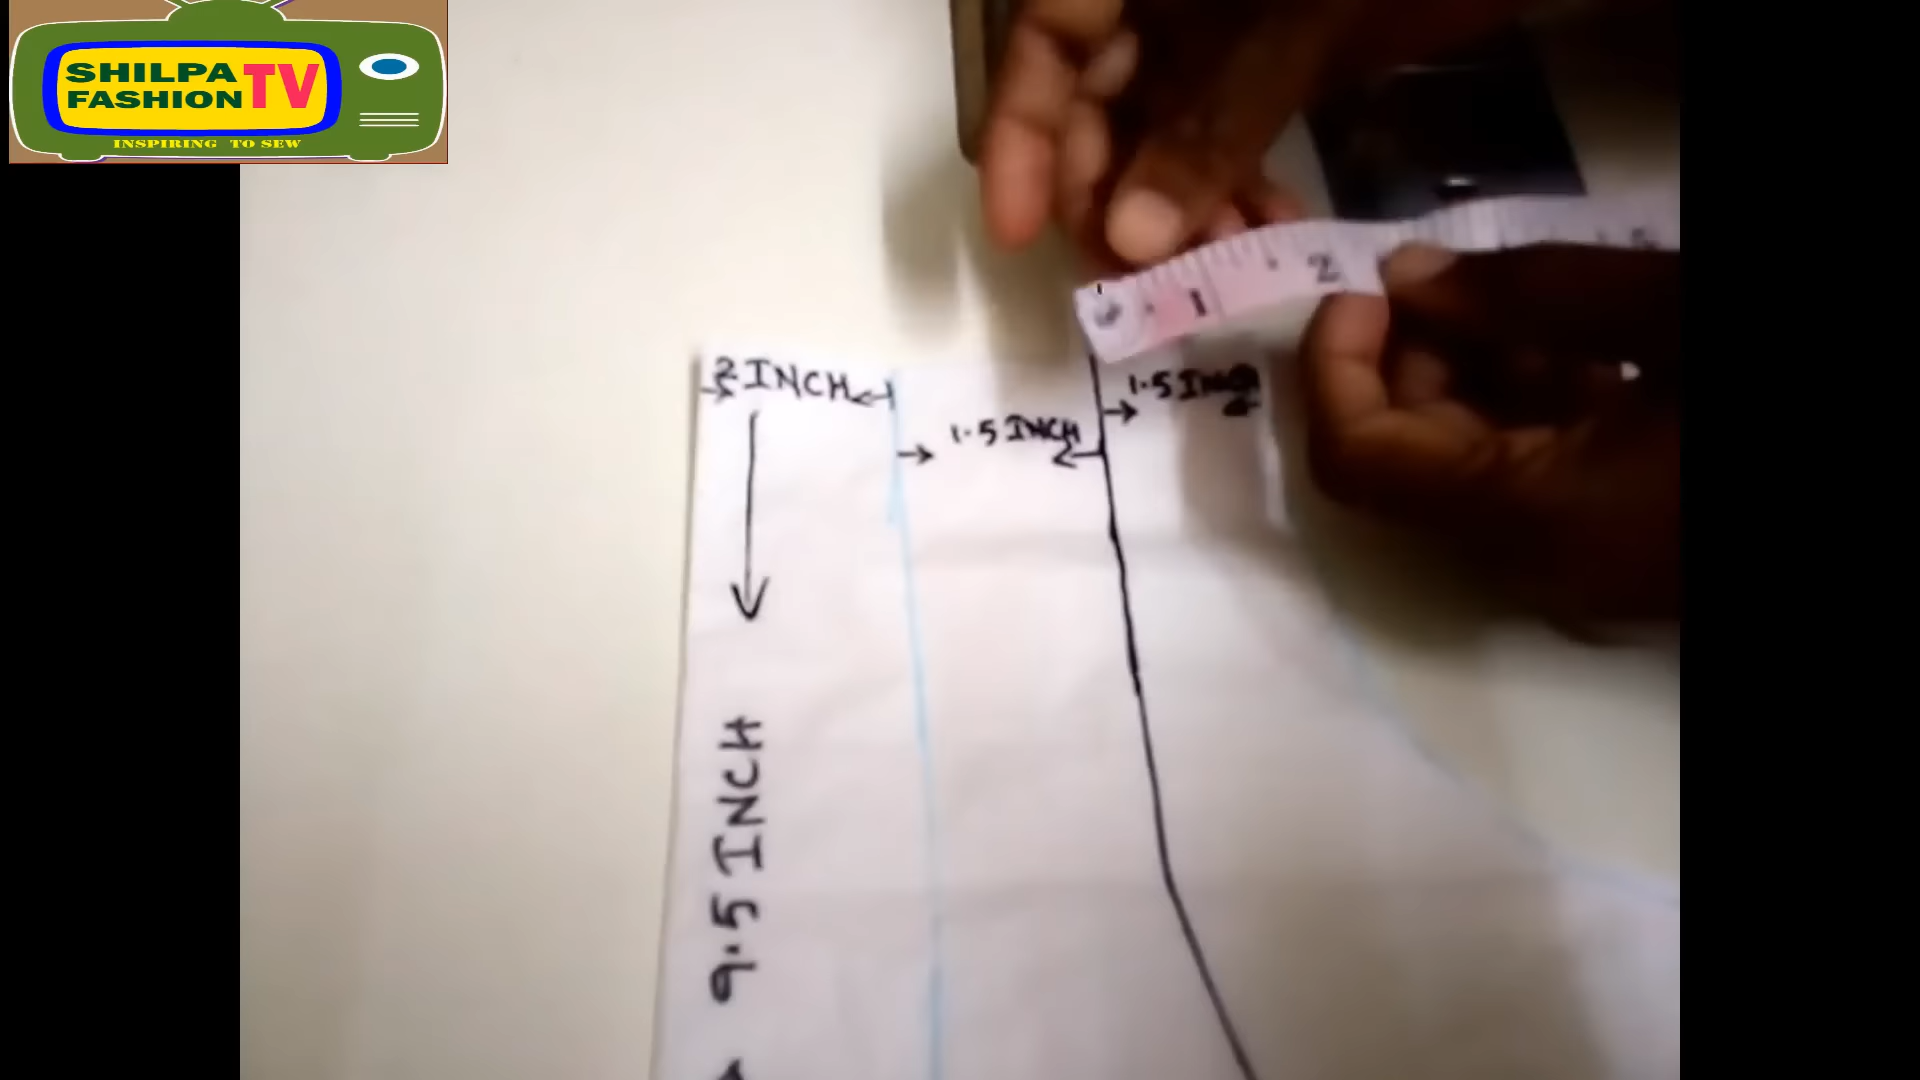 SHILPA
FASHION TV
INSPIRING TO SEW
1
2
2 INCH
1.5 INCH
1.5 INCH
9.5 INCH